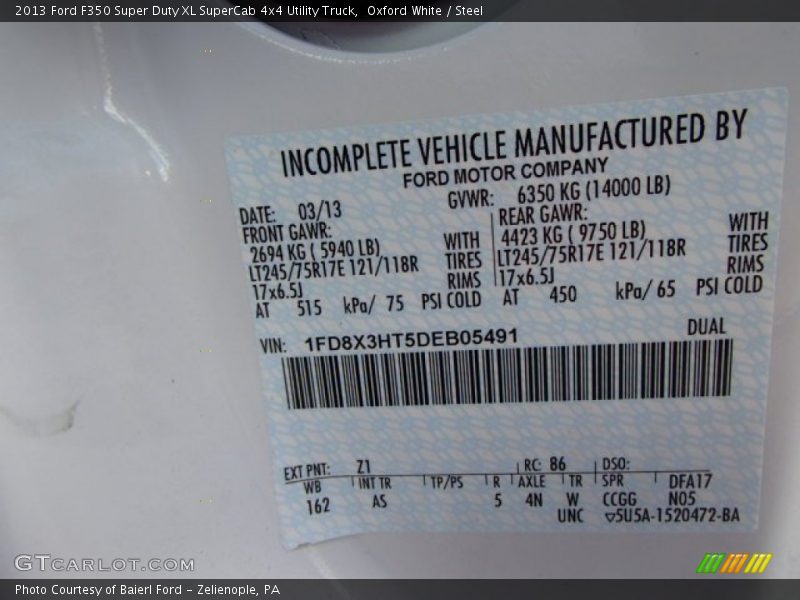 2013 Ford F350 Super Duty XL SuperCab 4x4 Utility Truck,  Oxford White / Steel
INCOMPLETE VEHICLE MANUFACTURED BY
FORD MOTOR COMPANY
DATE: 03/13
GVWR: 6350 KG (14000 LB)
FRONT GAWR:
2694 KG ( 5940 LB)
LT245/75R17E 121/118R
17x6.5J
WITH
TIRES
RIMS
AT 515 kPa/ 75 PSI COLD
REAR GAWR:
4423 KG ( 9750 LB)
LT245/75R17E 121/118R
17x6.5J
WITH
TIRES
RIMS
AT 450 kPa/ 65 PSI COLD
VIN: 1FD8X3HT5DEB05491
DUAL
EXT PNT: Z1 RC: 86 DSO:
WB INT TR TP/PS R AXLE TR SPR DFA17
162 AS 5 4N W CCGG N05
UNC ▽5U5A-1520472-BA
GTCARLOT.COM
Photo Courtesy of Baierl Ford - Zelienople, PA